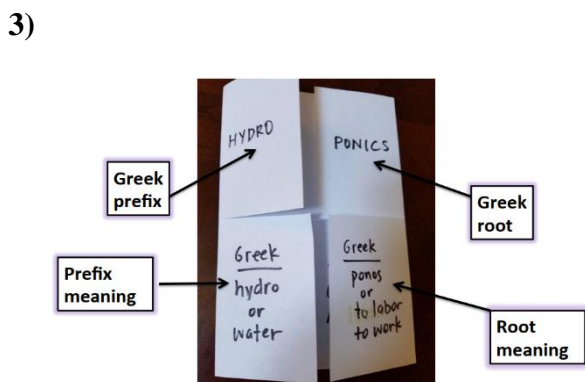 3)
HYDRO
PONICS
Greek
prefix
Greek
root
Prefix
meaning
Greek
hydro
or
water
Greek
ponos
or
to labor
to work
Root
meaning